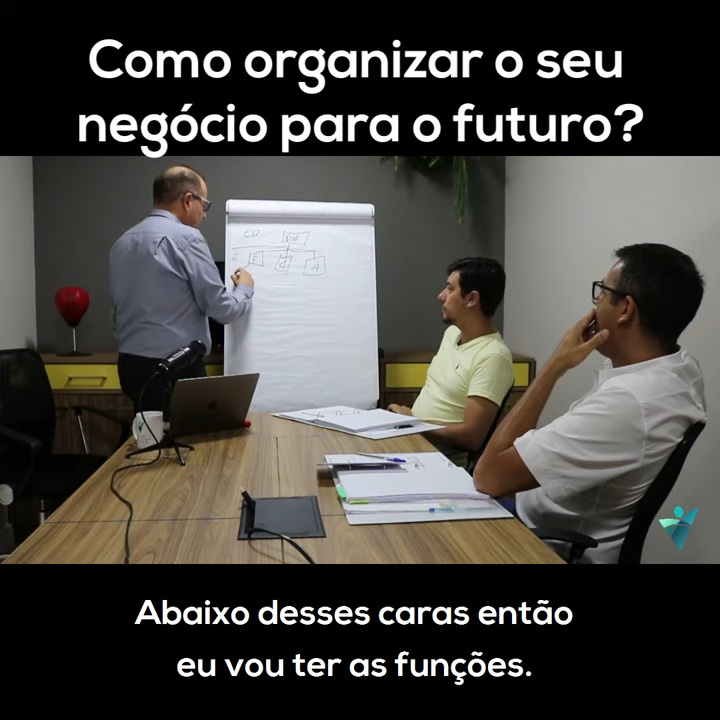 Como organizar o seu
negócio para o futuro?
Abaixo desses caras então
eu vou ter as funções.